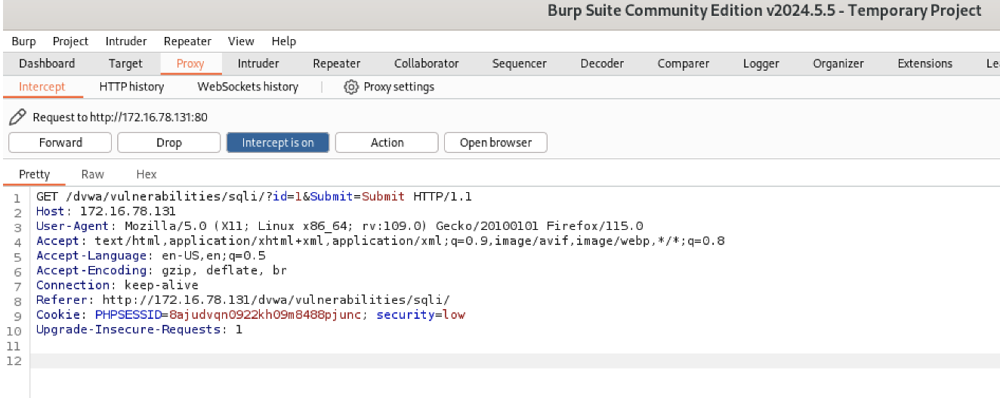 Burp Suite Community Edition v2024.5.5 - Temporary Project
Burp Project Intruder Repeater View Help
Dashboard Target Proxy Intruder Repeater Collaborator Sequencer Decoder Comparer Logger Organizer Extensions Le
Intercept HTTP history WebSockets history Proxy settings
Request to http://172.16.78.131:80
Forward Drop Intercept is on Action Open browser
Pretty Raw Hex
1 GET /dvwa/vulnerabilities/sqli/?id=1&Submit=Submit HTTP/1.1
2 Host: 172.16.78.131
3 User-Agent: Mozilla/5.0 (X11; Linux x86_64; rv:109.0) Gecko/20100101 Firefox/115.0
4 Accept: text/html,application/xhtml+xml,application/xml;q=0.9,image/avif,image/webp,*/*;q=0.8
5 Accept-Language: en-US,en;q=0.5
6 Accept-Encoding: gzip, deflate, br
7 Connection: keep-alive
8 Referer: http://172.16.78.131/dvwa/vulnerabilities/sqli/
9 Cookie: PHPSESSID=8ajudvqn0922kh09m8488pjunc; security=low
10 Upgrade-Insecure-Requests: 1
11
12